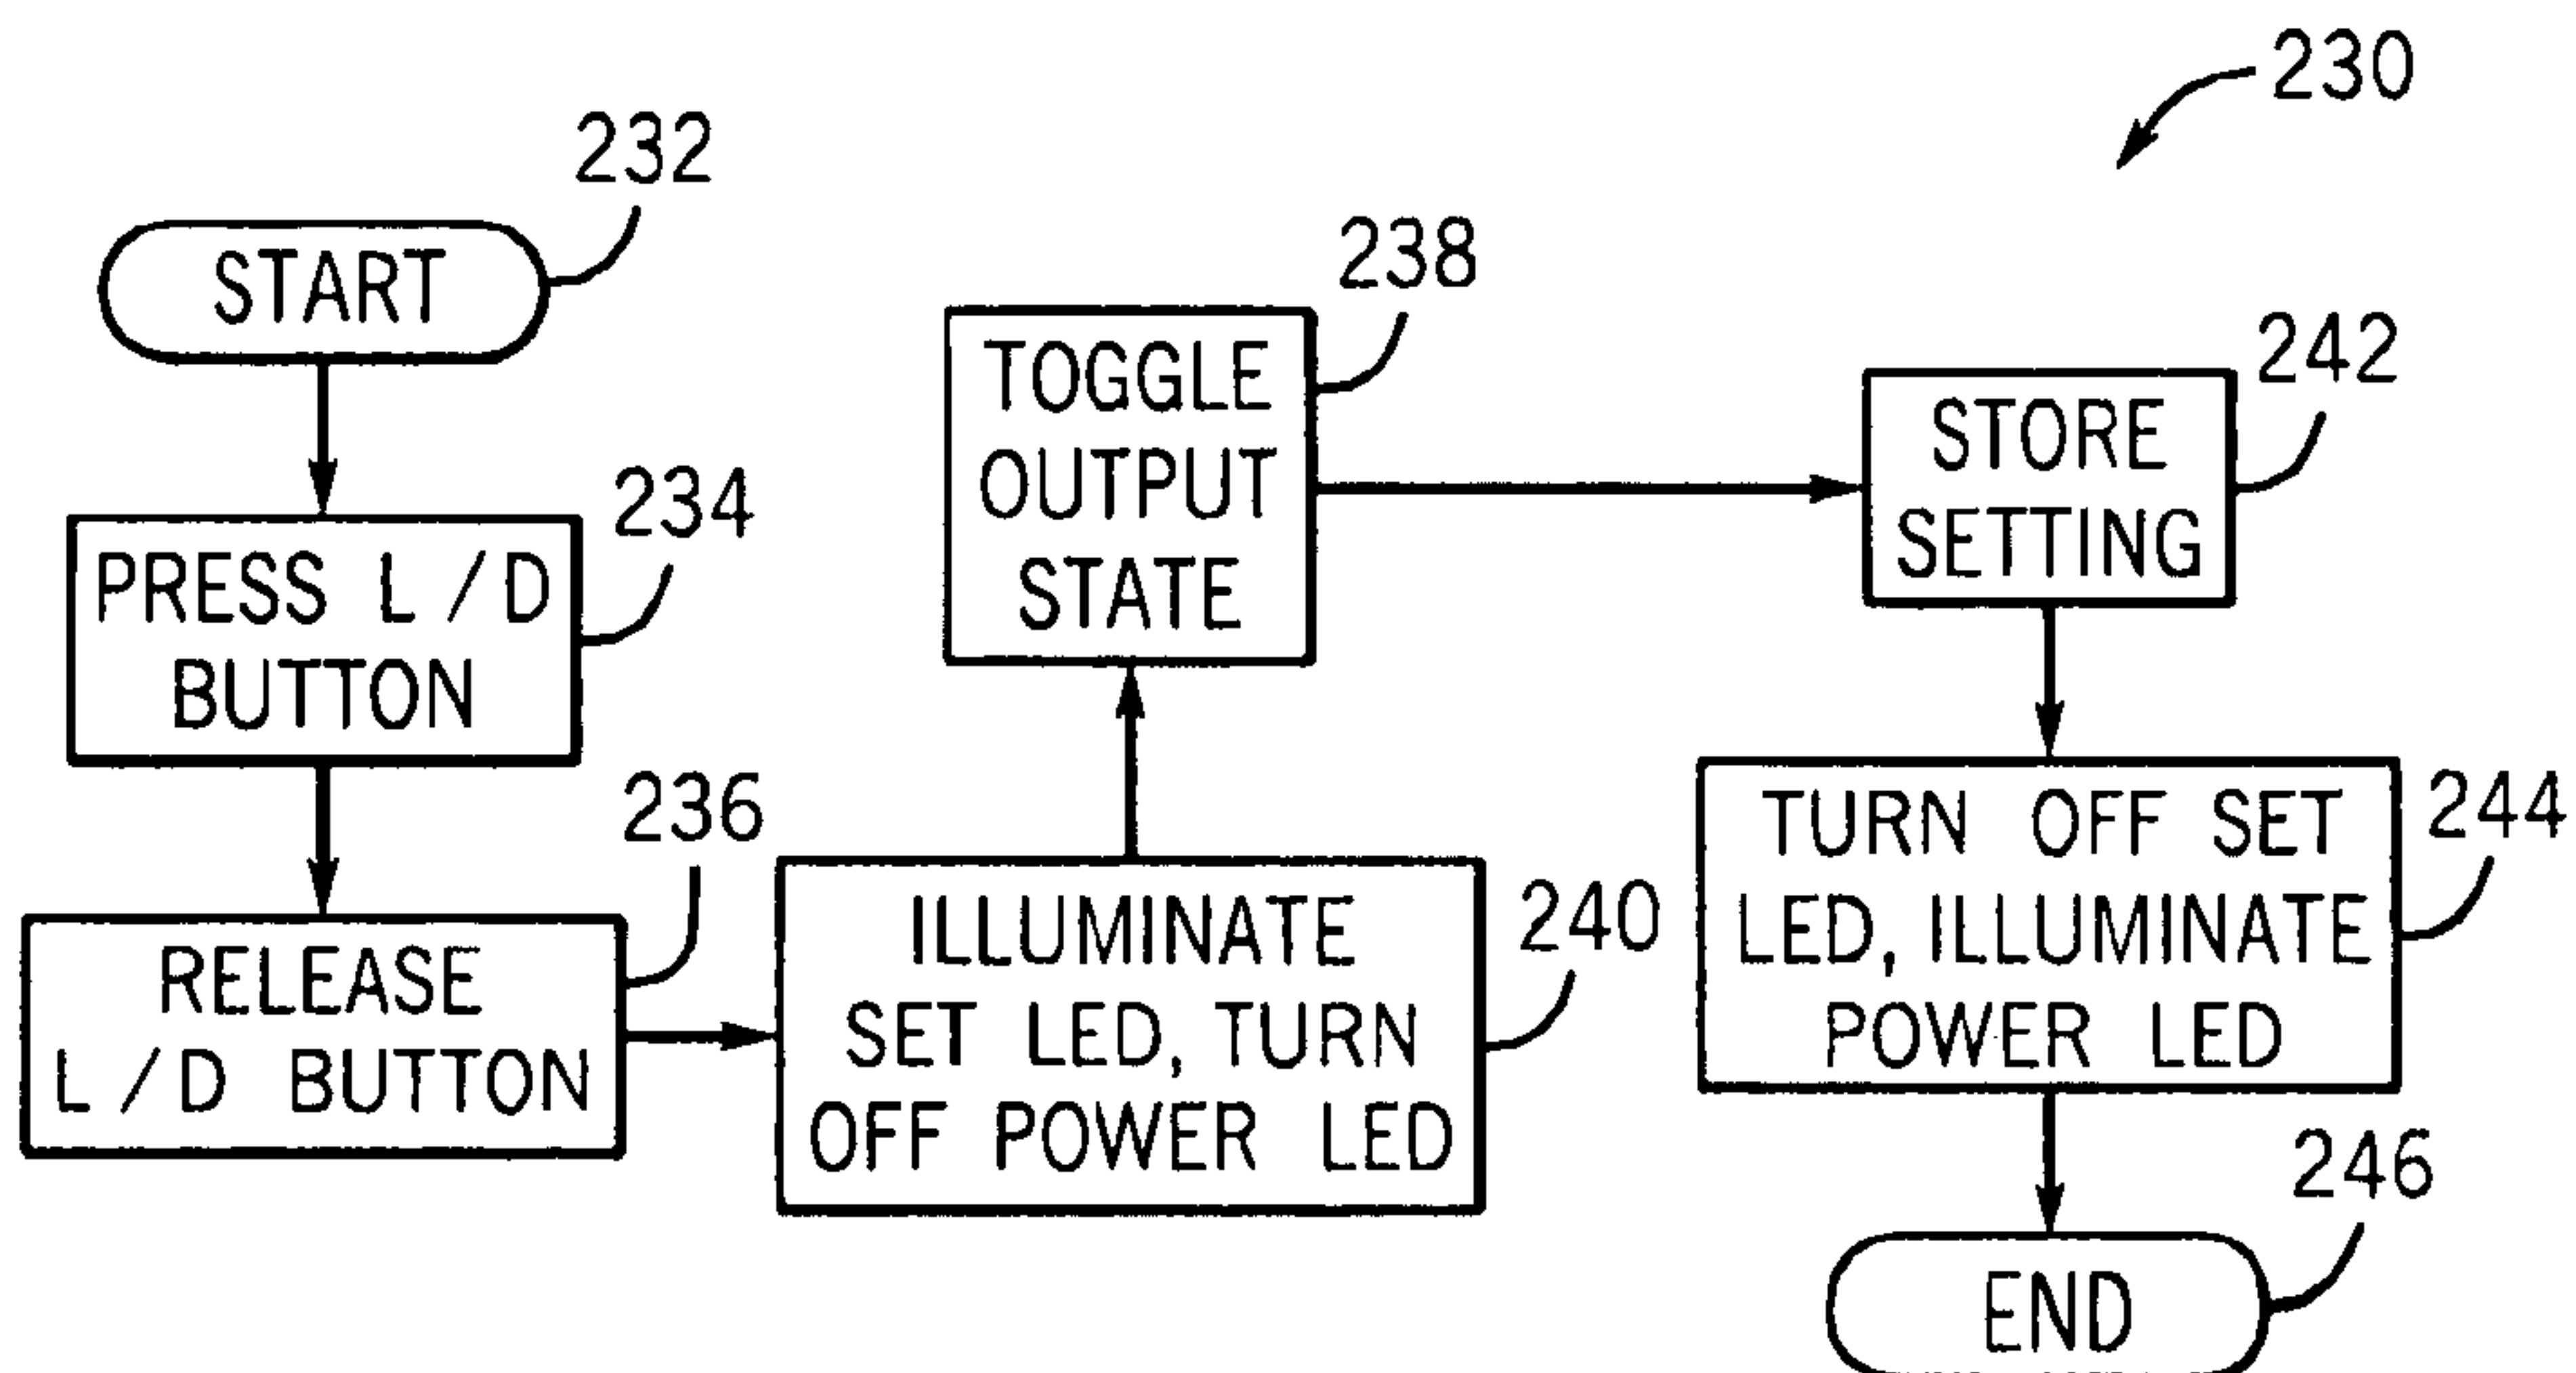 230
232
START
234
PRESS L/D
BUTTON
236
RELEASE
L/D BUTTON
240
ILLUMINATE
SET LED, TURN
OFF POWER LED
238
TOGGLE
OUTPUT
STATE
242
STORE
SETTING
244
TURN OFF SET
LED, ILLUMINATE
POWER LED
246
END